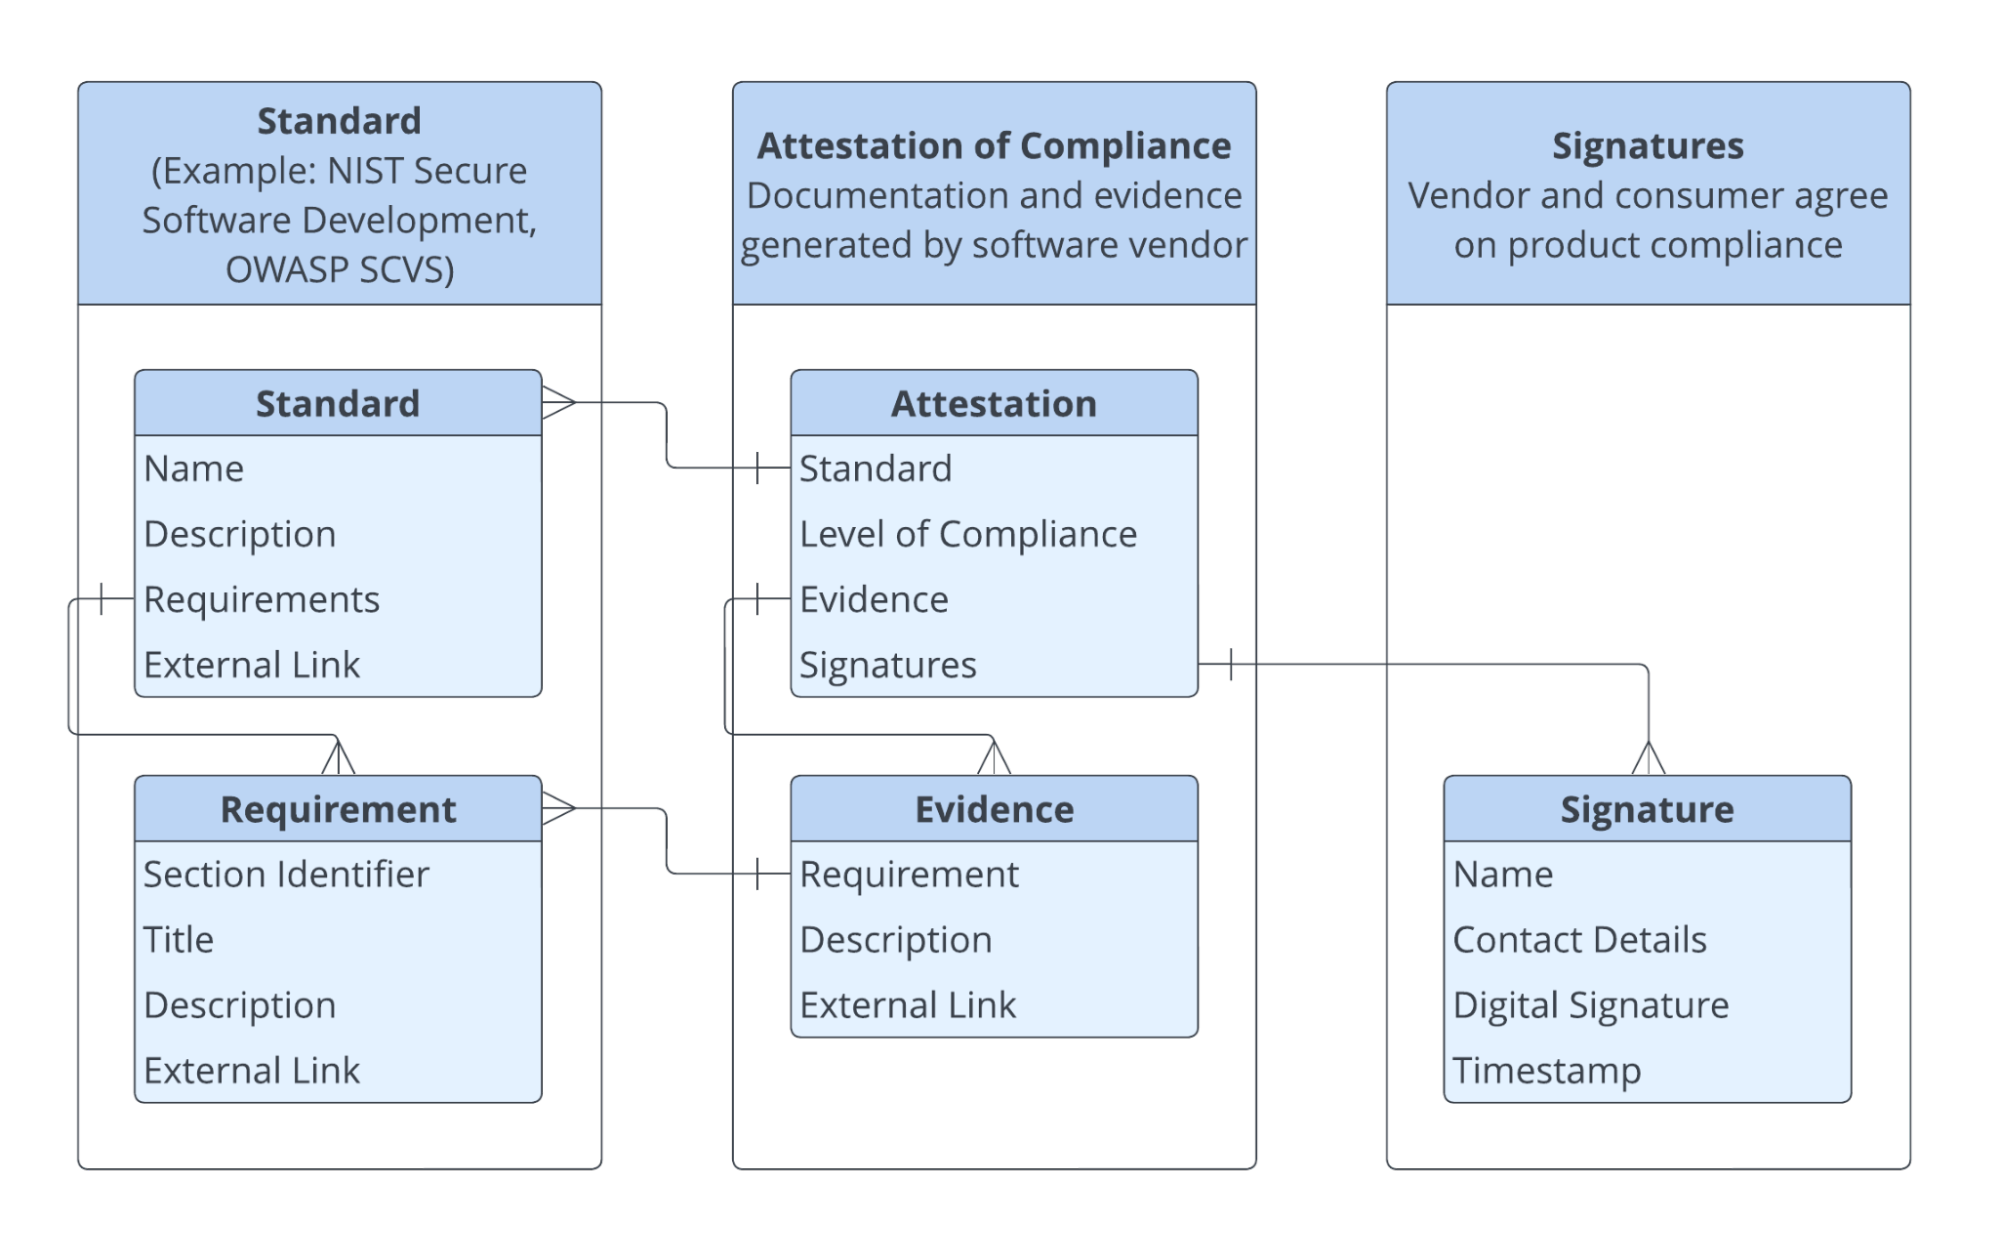 Standard
(Example: NIST Secure
Software Development,
OWASP SCVS)
Standard
Name
Description
Requirements
External Link
Requirement
Section Identifier
Title
Description
External Link
Attestation of Compliance
Documentation and evidence
generated by software vendor
Attestation
Standard
Level of Compliance
Evidence
Signatures
Evidence
Requirement
Description
External Link
Signatures
Vendor and consumer agree
on product compliance
Signature
Name
Contact Details
Digital Signature
Timestamp